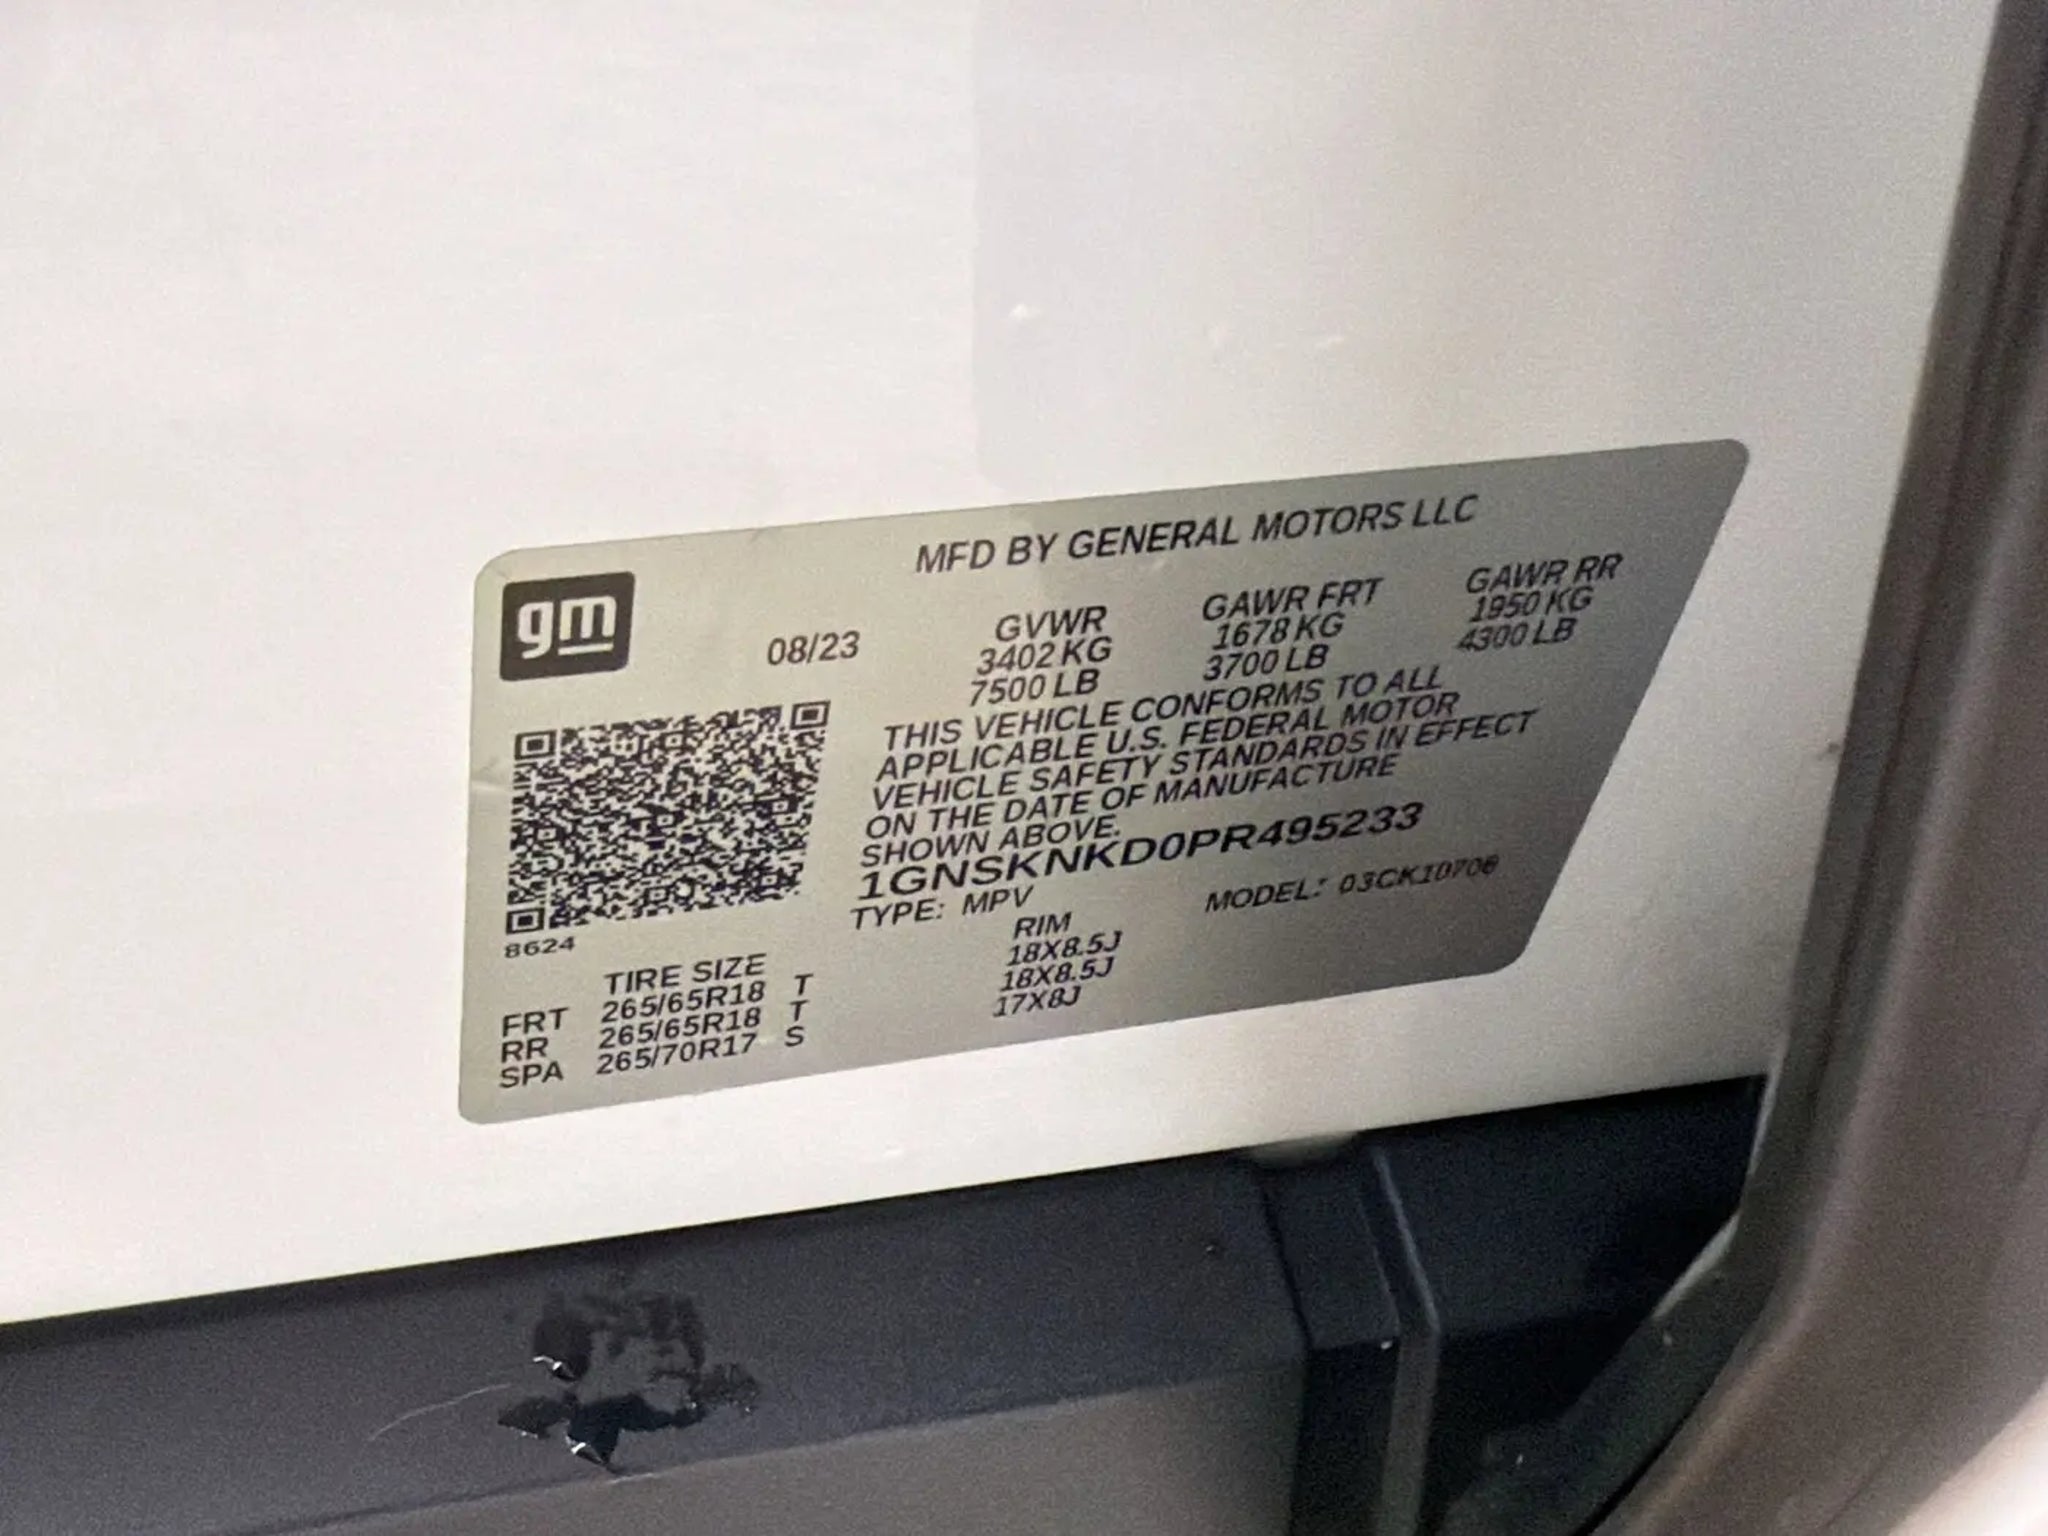 MFD BY GENERAL MOTORS LLC
gm
08/23
GVWR GAWR FRT GAWR RR
3402 KG 1678 KG 1950 KG
7500 LB 3700 LB 4300 LB
THIS VEHICLE CONFORMS TO ALL
APPLICABLE U.S. FEDERAL MOTOR
VEHICLE SAFETY STANDARDS IN EFFECT
ON THE DATE OF MANUFACTURE
SHOWN ABOVE.
1GNSKNKD0PR495233
TYPE: MPV MODEL: 03CK10706
8624
TIRE SIZE RIM
FRT 265/65R18 T 18X8.5J
RR 265/65R18 T 18X8.5J
SPA 265/70R17 S 17X8J